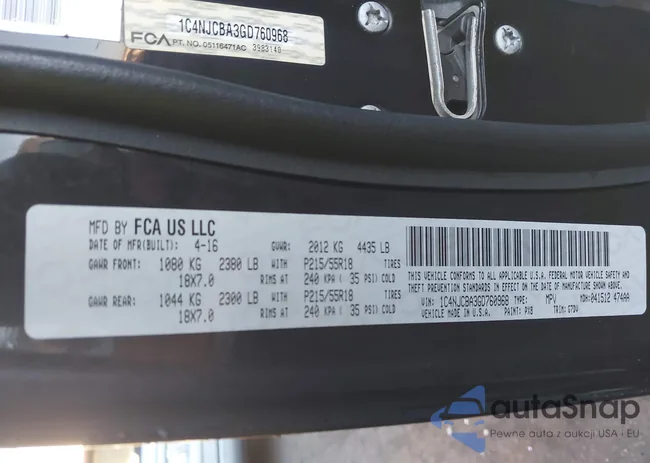 1C4NJCBA3GD760968
FCA PT. NO. 05116471AC 3983149
MFD BY FCA US LLC
DATE OF MFR(BUILT): 4-16 GVWR: 2012 KG 4435 LB
GAWR FRONT: 1080 KG 2380 LB WITH P215/55R18 TIRES
18X7.0 RIMS AT 240 KPA ( 35 PSI) COLD
GAWR REAR: 1044 KG 2300 LB WITH P215/55R18 TIRES
18X7.0 RIMS AT 240 KPA ( 35 PSI) COLD
THIS VEHICLE CONFORMS TO ALL APPLICABLE U.S.A. FEDERAL MOTOR VEHICLE SAFETY AND
THEFT PREVENTION STANDARDS IN EFFECT ON THE DATE OF MANUFACTURE SHOWN ABOVE.
VIN: 1C4NJCBA3GD760968 TYPE: MPV MDH: 041512 474AA
VEHICLE MADE IN U.S.A. PAINT: PX8 TRIM: GTDV
autoSnap
Pewne auta z aukcji USA i EU